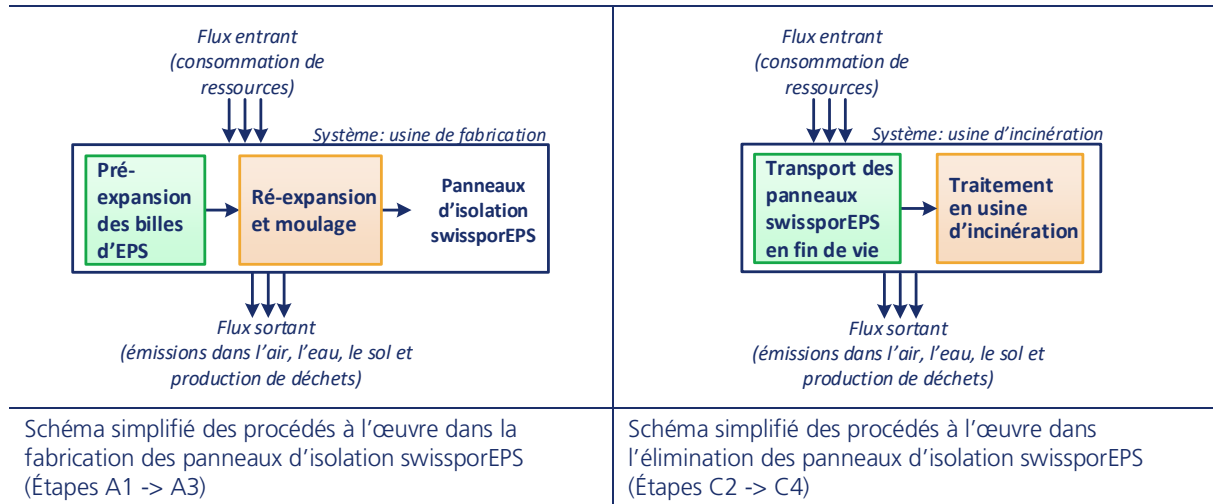 Flux entrant
(consommation de
ressources)
Système: usine de fabrication
Pré-
expansion
des billes
d'EPS
Ré-expansion
et moulage
Panneaux
d'isolation
swissporEPS
Flux sortant
(émissions dans l'air, l'eau, le sol et
production de déchets)
Schéma simplifié des procédés à l'œuvre dans la
fabrication des panneaux d'isolation swissporEPS
(Étapes A1 -> A3)
Flux entrant
(consommation de
ressources)
Système: usine d'incinération
Transport des
panneaux
swissporEPS
en fin de vie
Traitement
en usine
d'incinération
Flux sortant
(émissions dans l'air, l'eau, le sol et
production de déchets)
Schéma simplifié des procédés à l'œuvre dans
l'élimination des panneaux d'isolation swissporEPS
(Étapes C2 -> C4)